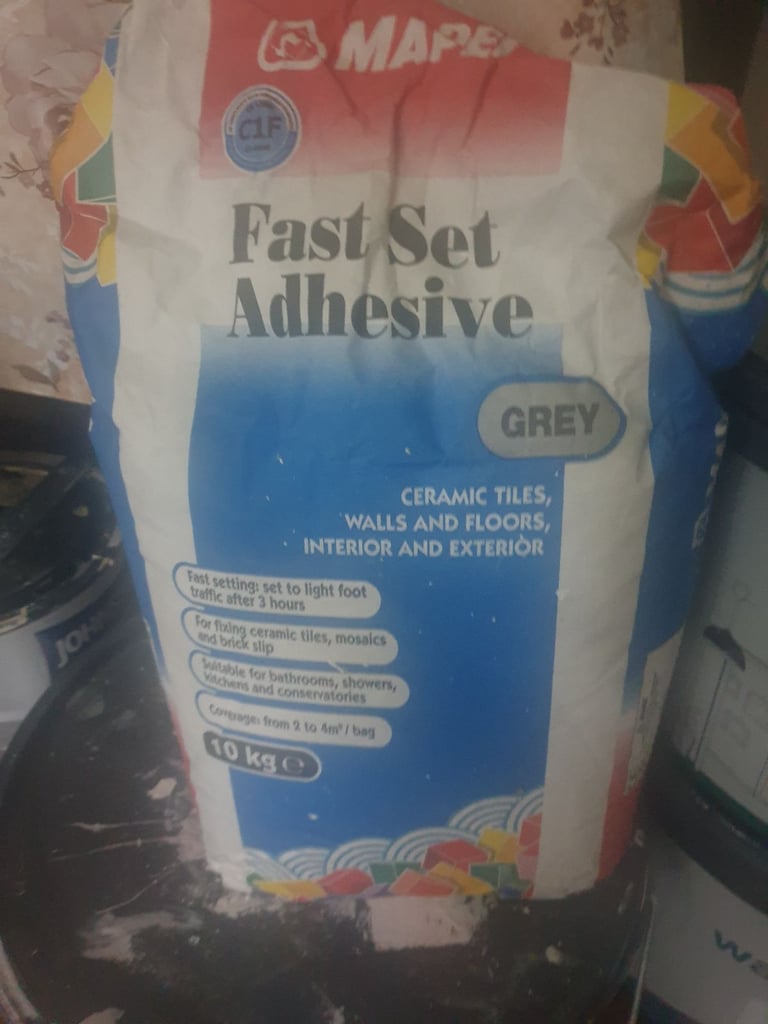 MAPEI
C1F
Fast Set
Adhesive
GREY
CERAMIC TILES,
WALLS AND FLOORS,
INTERIOR AND EXTERIOR
Fast setting: set to light foot
traffic after 3 hours
For fixing ceramic tiles, mosaics
and brick slip
Suitable for bathrooms, showers,
kitchens and conservatories
Coverage: from 2 to 4m² / bag
10 kg e
JOH